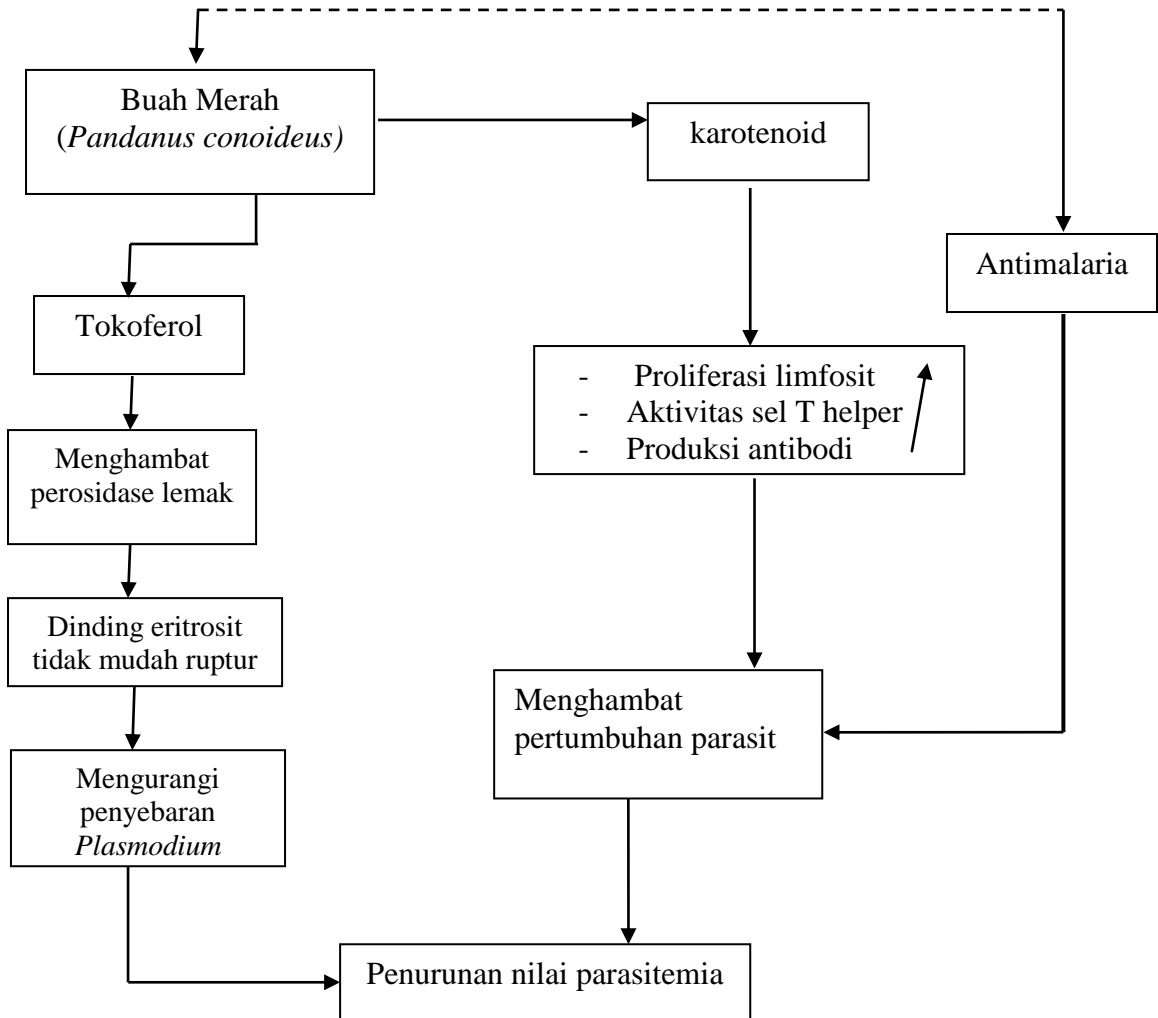 Buah Merah
(Pandanus conoideus)
karotenoid
Antimalaria
Tokoferol
- Proliferasi limfosit
- Aktivitas sel T helper
- Produksi antibodi
Menghambat
perosidase lemak
Dinding eritrosit
tidak mudah ruptur
Menghambat
pertumbuhan parasit
Mengurangi
penyebaran
Plasmodium
Penurunan nilai parasitemia